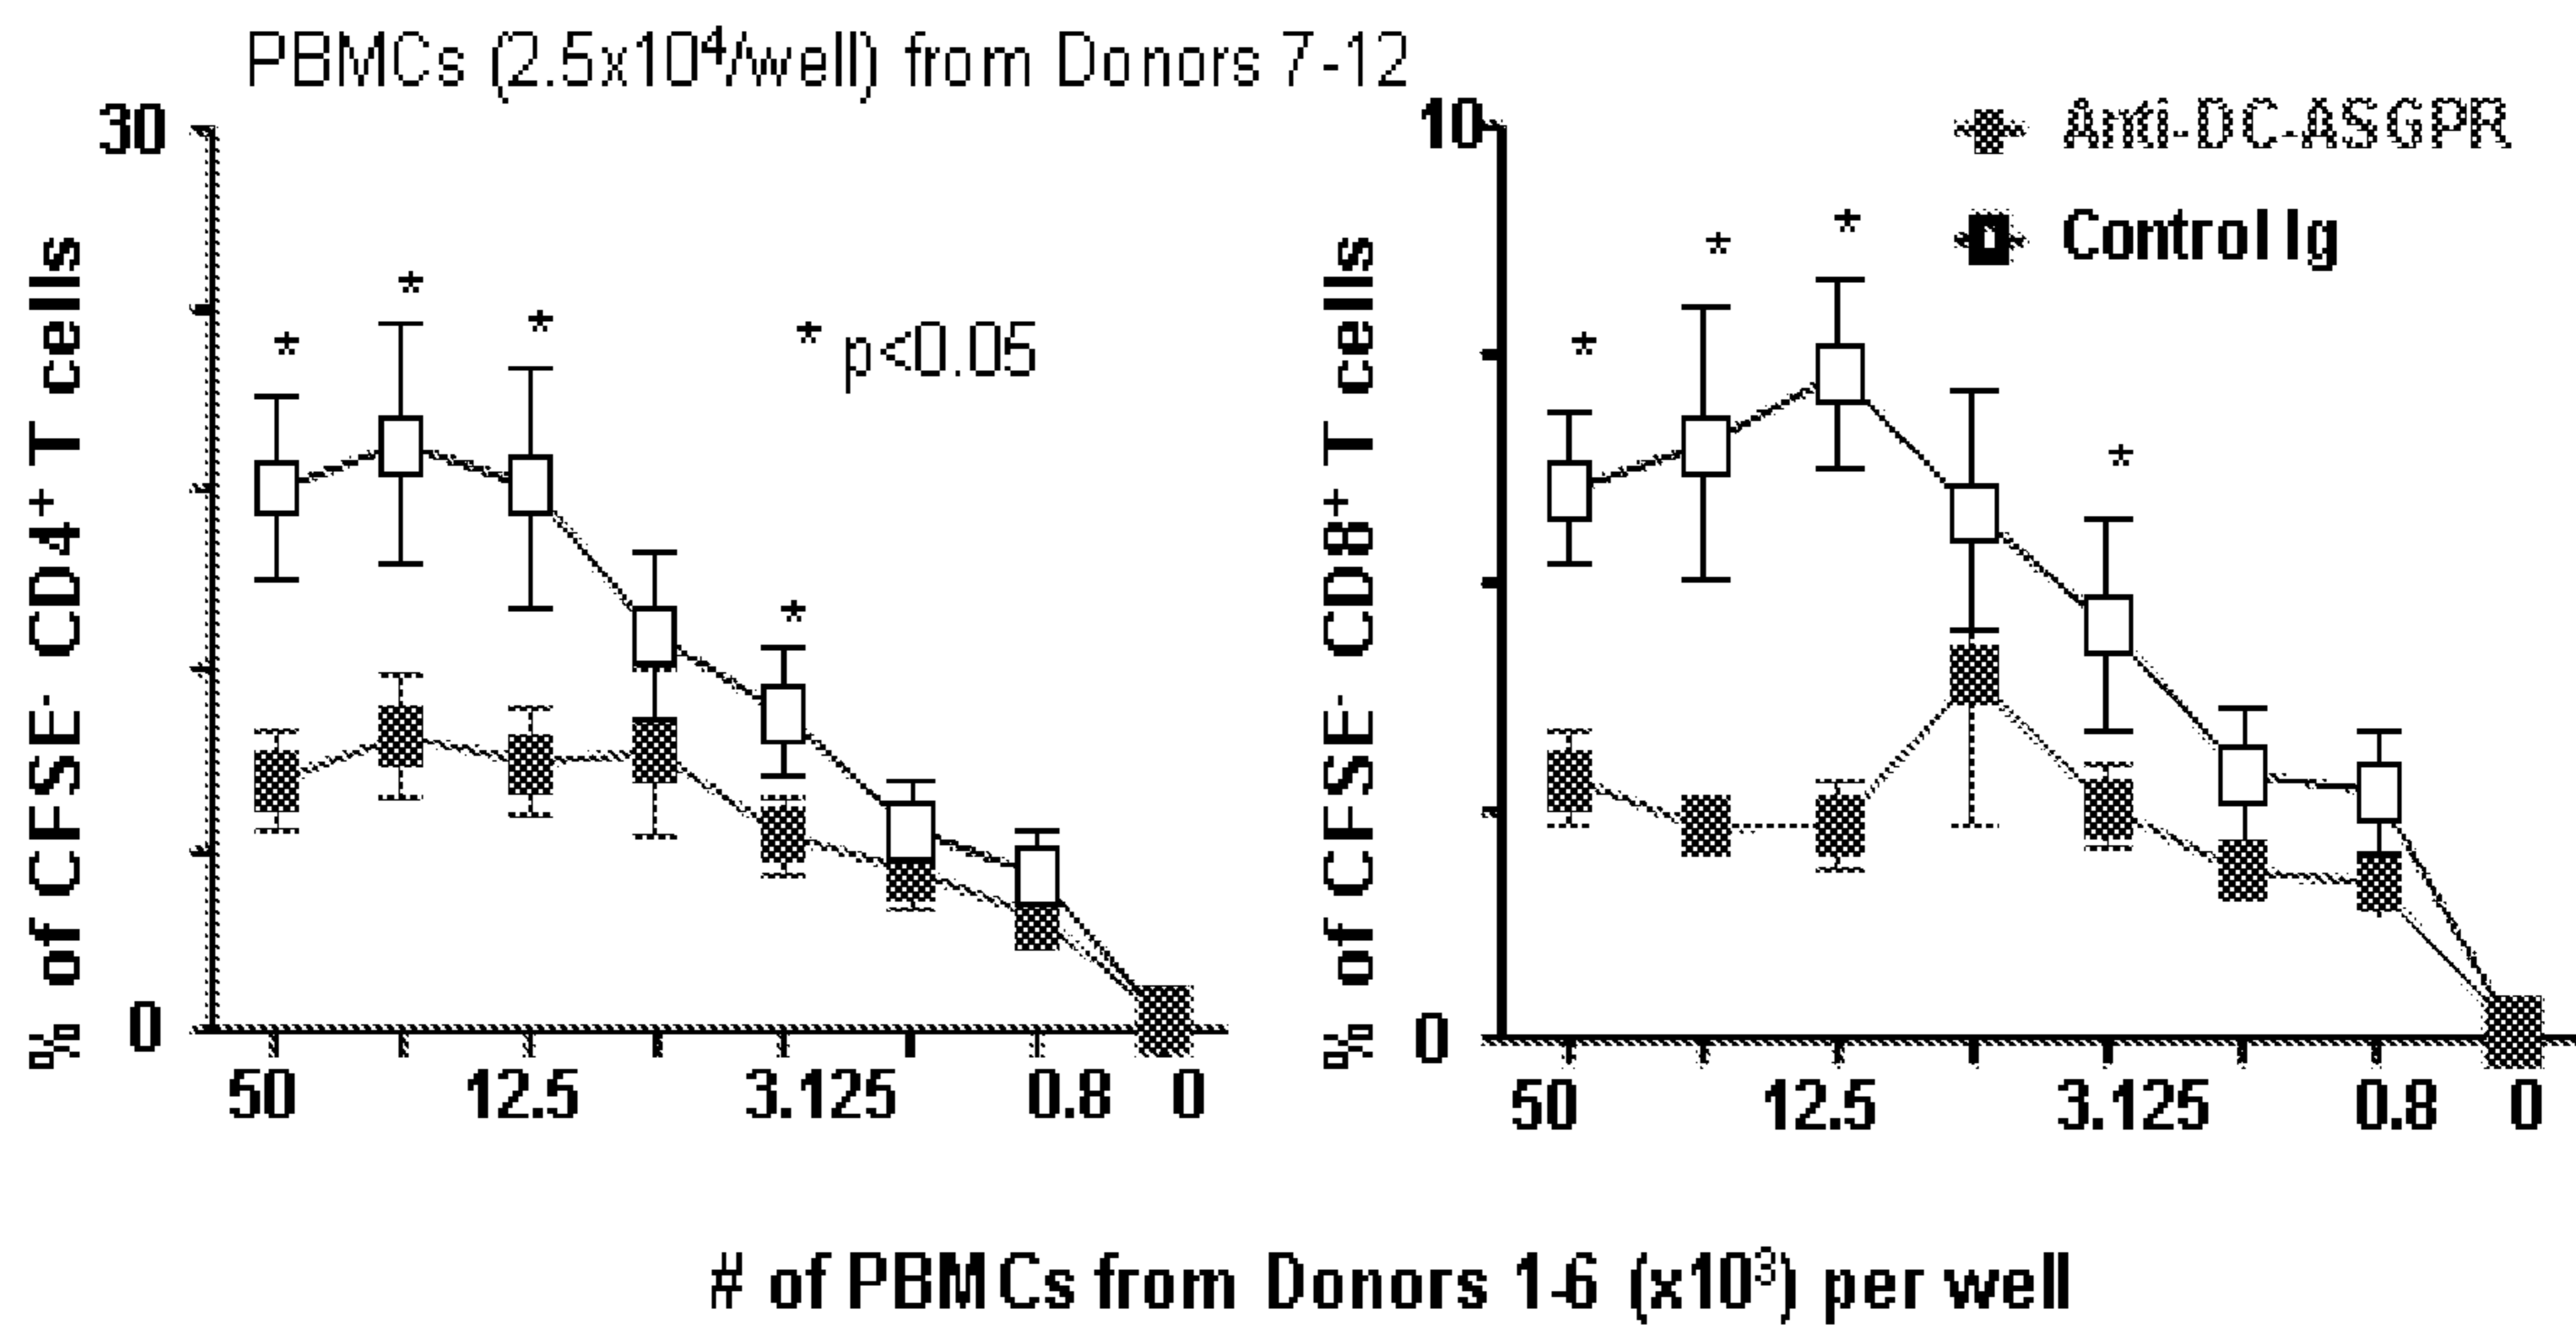 PBMCs (2.5x10⁴/well) from Donors 7-12
30
0
% of CFSE⁻ CD4⁺ T cells
* * * *
* p<0.05
50 12.5 3.125 0.8 0
10
0
% of CFSE⁻ CD8⁺ T cells
* * * *
Anti-DC-ASGPR
Control Ig
50 12.5 3.125 0.8 0
# of PBMCs from Donors 1-6 (x10³) per well